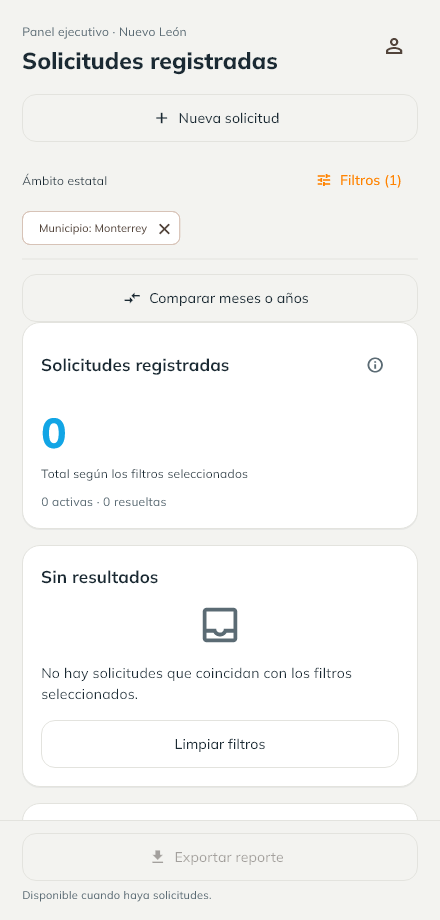 Panel ejecutivo · Nuevo León
Solicitudes registradas
Nueva solicitud
Ámbito estatal
Filtros (1)
Municipio: Monterrey
Comparar meses o años
Solicitudes registradas
0
Total según los filtros seleccionados
0 activas · 0 resueltas
Sin resultados
No hay solicitudes que coincidan con los filtros
seleccionados.
Limpiar filtros
Exportar reporte
Disponible cuando haya solicitudes.